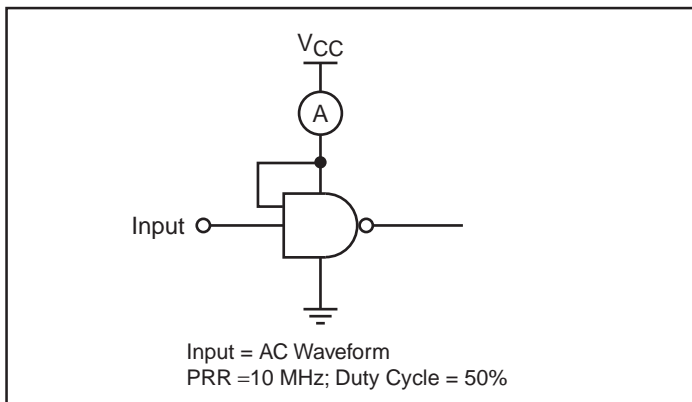 VCC
A
Input
Input = AC Waveform
PRR =10 MHz; Duty Cycle = 50%